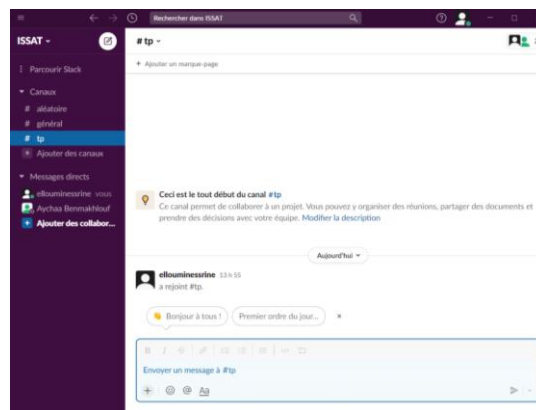 Rechercher dans ISSAT
ISSAT
# tp
+ Ajouter un marque-page
Parcourir Slack
Canaux
# aléatoire
# général
# tp
+ Ajouter des canaux
Messages directs
ellouminessrine vous
Aychaa Benmakhlouf
+ Ajouter des collabor...
Ceci est le tout début du canal #tp
Ce canal permet de collaborer à un projet. Vous pouvez y organiser des réunions, partager des documents et
prendre des décisions avec votre équipe. Modifier la description
Aujourd'hui
ellouminessrine 13 h 55
a rejoint #tp.
Bonjour à tous !
Premier ordre du jour...
Envoyer un message à #tp